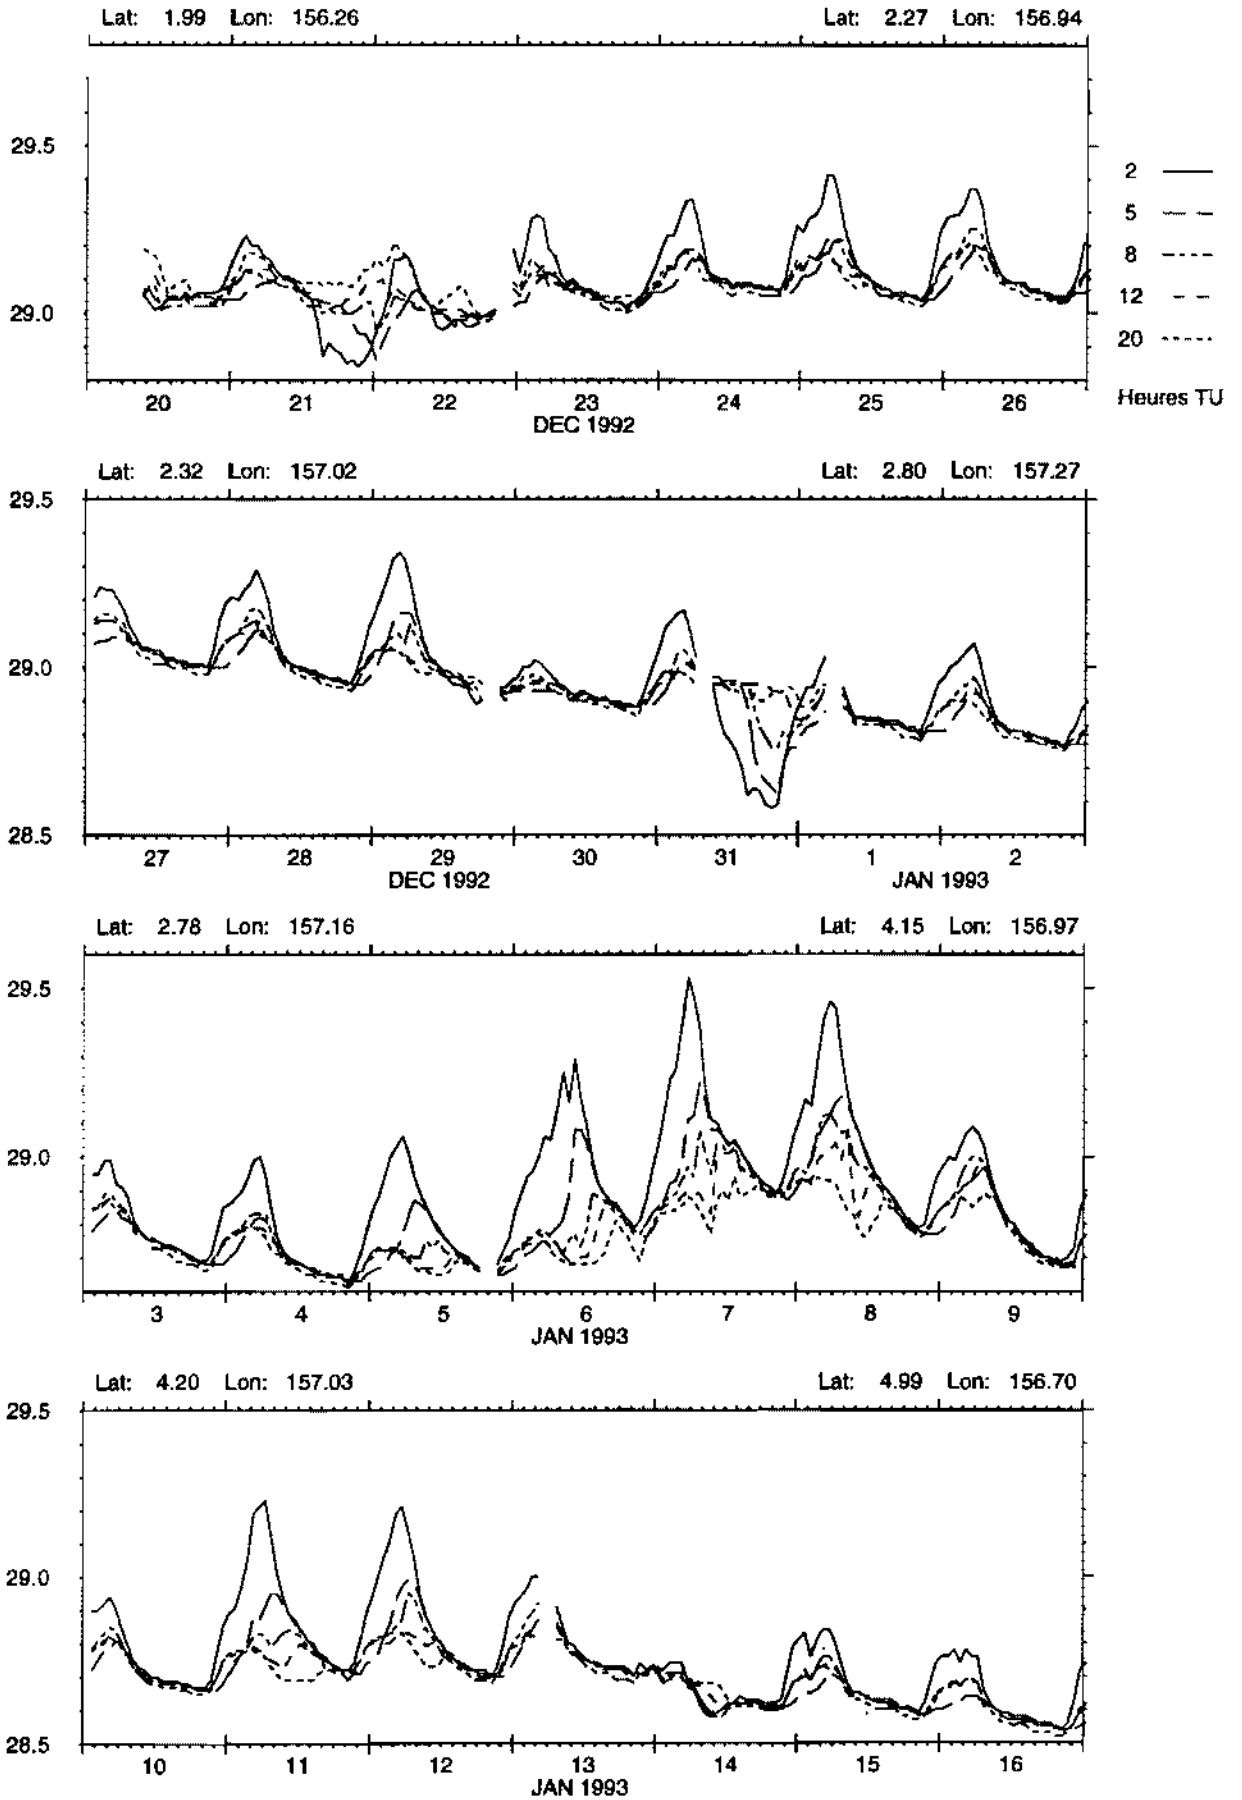 Lat: 1.99 Lon: 156.26 Lat: 2.27 Lon: 156.94
29.5
29.0
2
5
8
12
20
Heures TU
20 21 22 23 24 25 26
DEC 1992
Lat: 2.32 Lon: 157.02 Lat: 2.80 Lon: 157.27
29.5
29.0
28.5
27 28 29 30 31 1 2
DEC 1992 JAN 1993
Lat: 2.78 Lon: 157.16 Lat: 4.15 Lon: 156.97
29.5
29.0
3 4 5 6 7 8 9
JAN 1993
Lat: 4.20 Lon: 157.03 Lat: 4.99 Lon: 156.70
29.5
29.0
28.5
10 11 12 13 14 15 16
JAN 1993